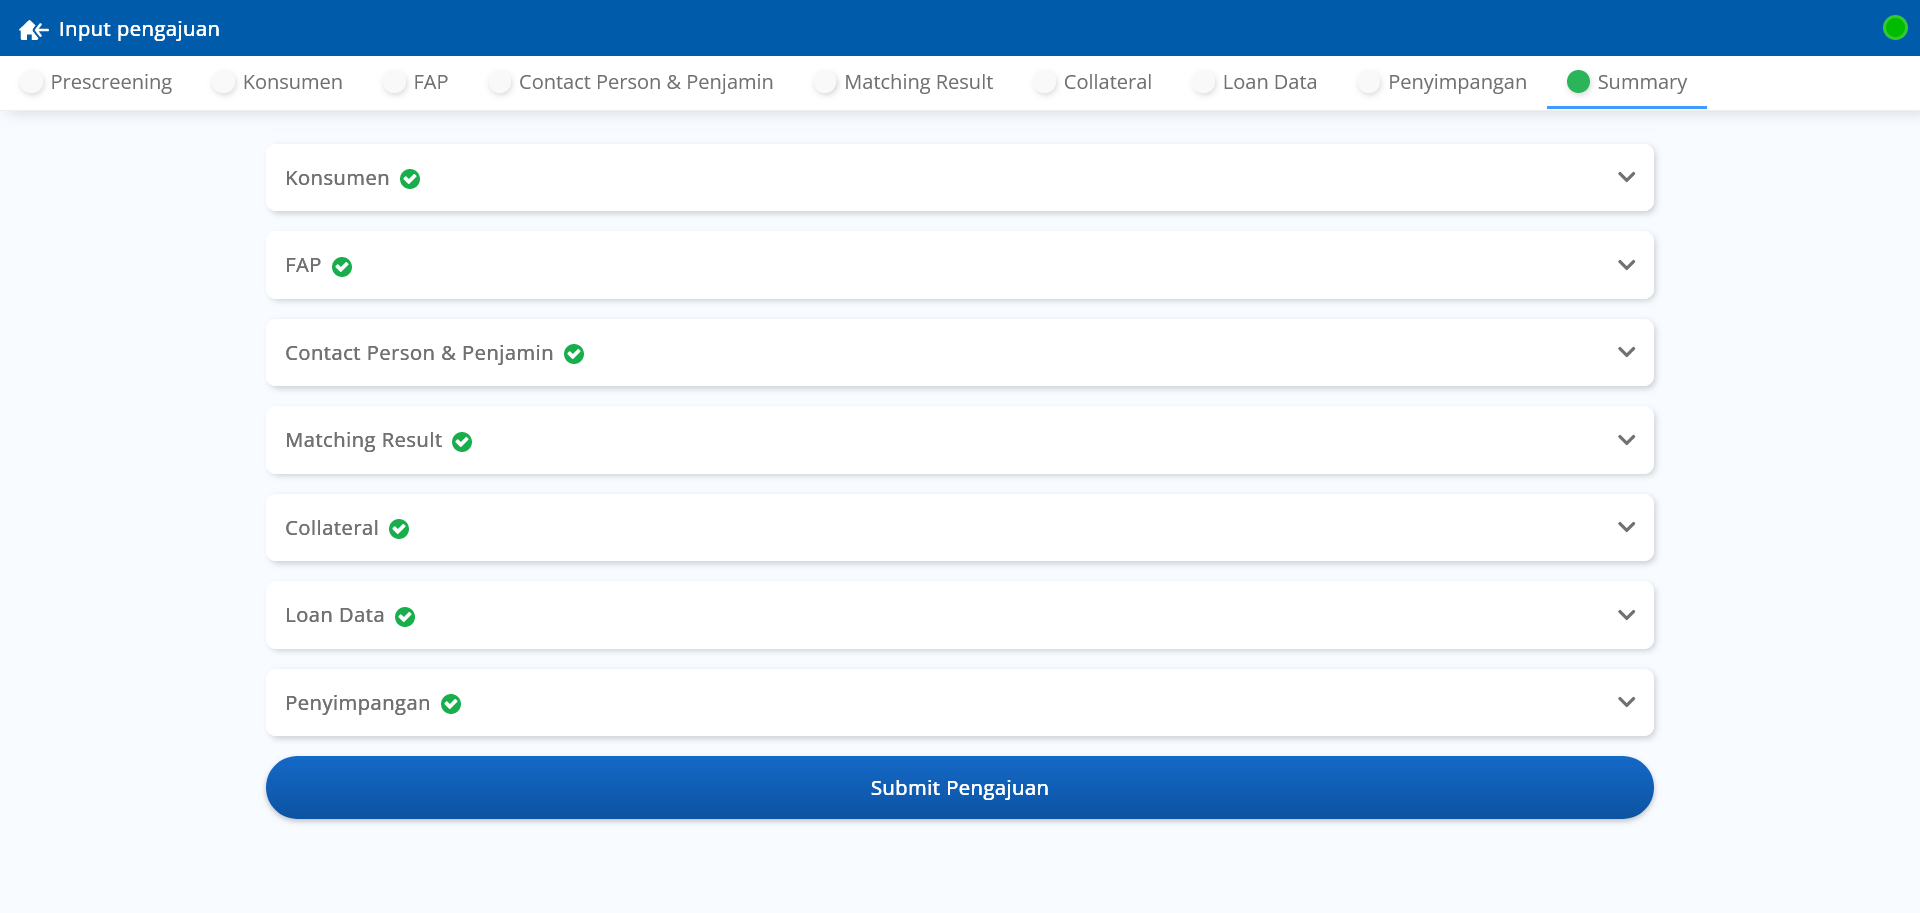 Input pengajuan
Prescreening Konsumen FAP Contact Person & Penjamin Matching Result Collateral Loan Data Penyimpangan Summary
Konsumen
FAP
Contact Person & Penjamin
Matching Result
Collateral
Loan Data
Penyimpangan
Submit Pengajuan